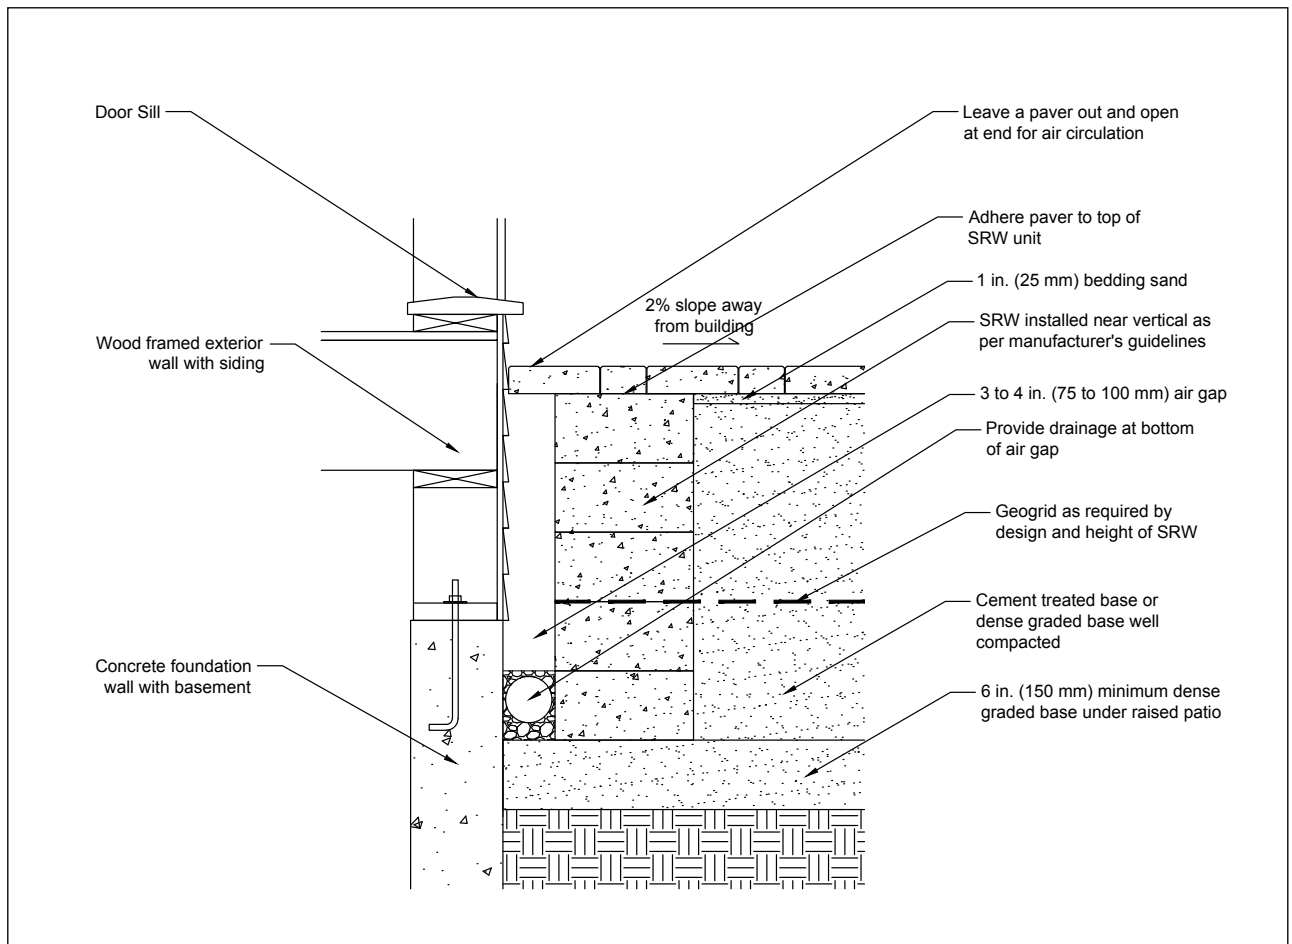 Door Sill
Wood framed exterior
wall with siding
Concrete foundation
wall with basement
2% slope away
from building
Leave a paver out and open
at end for air circulation
Adhere paver to top of
SRW unit
1 in. (25 mm) bedding sand
SRW installed near vertical as
per manufacturer's guidelines
3 to 4 in. (75 to 100 mm) air gap
Provide drainage at bottom
of air gap
Geogrid as required by
design and height of SRW
Cement treated base or
dense graded base well
compacted
6 in. (150 mm) minimum dense
graded base under raised patio